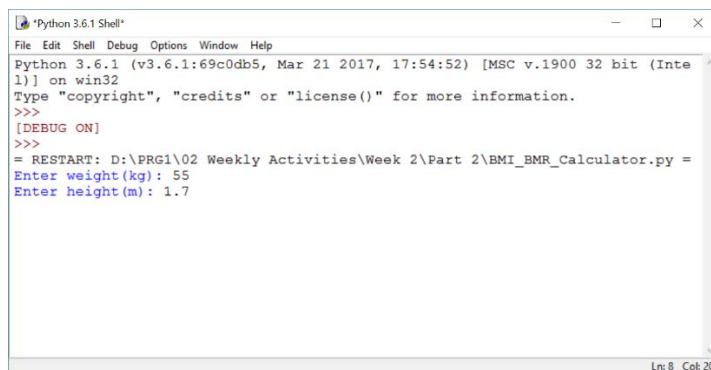 *Python 3.6.1 Shell*
File Edit Shell Debug Options Window Help
Python 3.6.1 (v3.6.1:69c0db5, Mar 21 2017, 17:54:52) [MSC v.1900 32 bit (Inte
l)] on win32
Type "copyright", "credits" or "license()" for more information.
>>>
[DEBUG ON]
>>>
= RESTART: D:\PRG1\02 Weekly Activities\Week 2\Part 2\BMI_BMR_Calculator.py =
Enter weight(kg): 55
Enter height(m): 1.7
Ln: 8 Col: 20